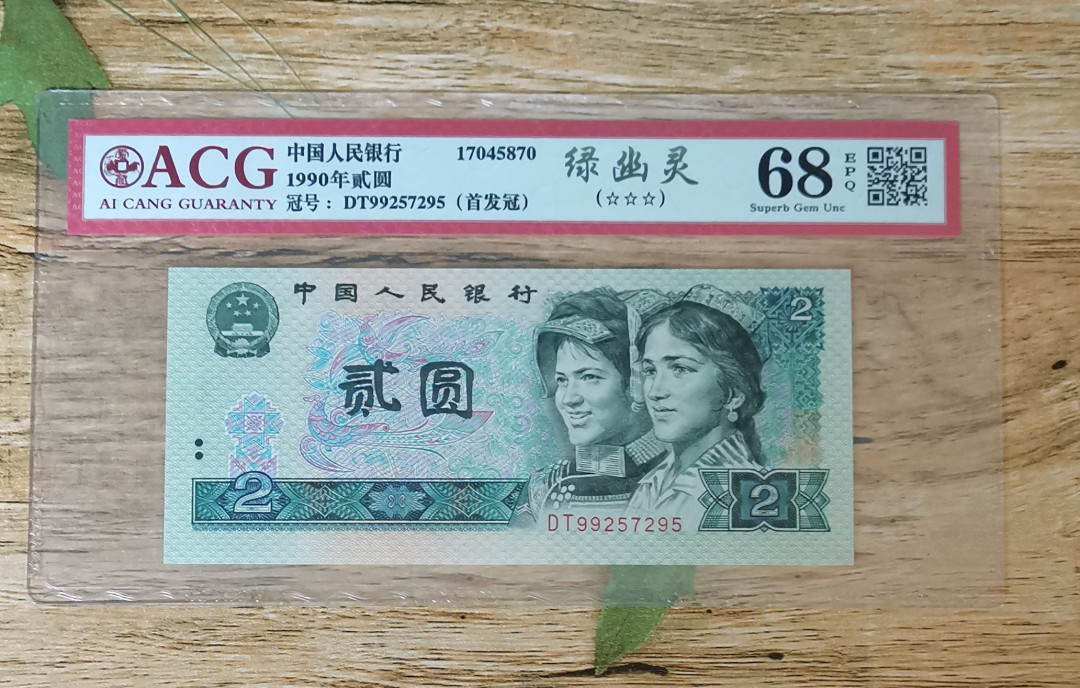 ACG
AI CANG GUARANTY
中国人民银行 17045870
1990年贰圆
冠号： DT99257295（首发冠）
绿幽灵
(☆☆☆)
68
EPQ
Superb Gem Unc
中国人民银行
2
贰圆
2
2
DT99257295